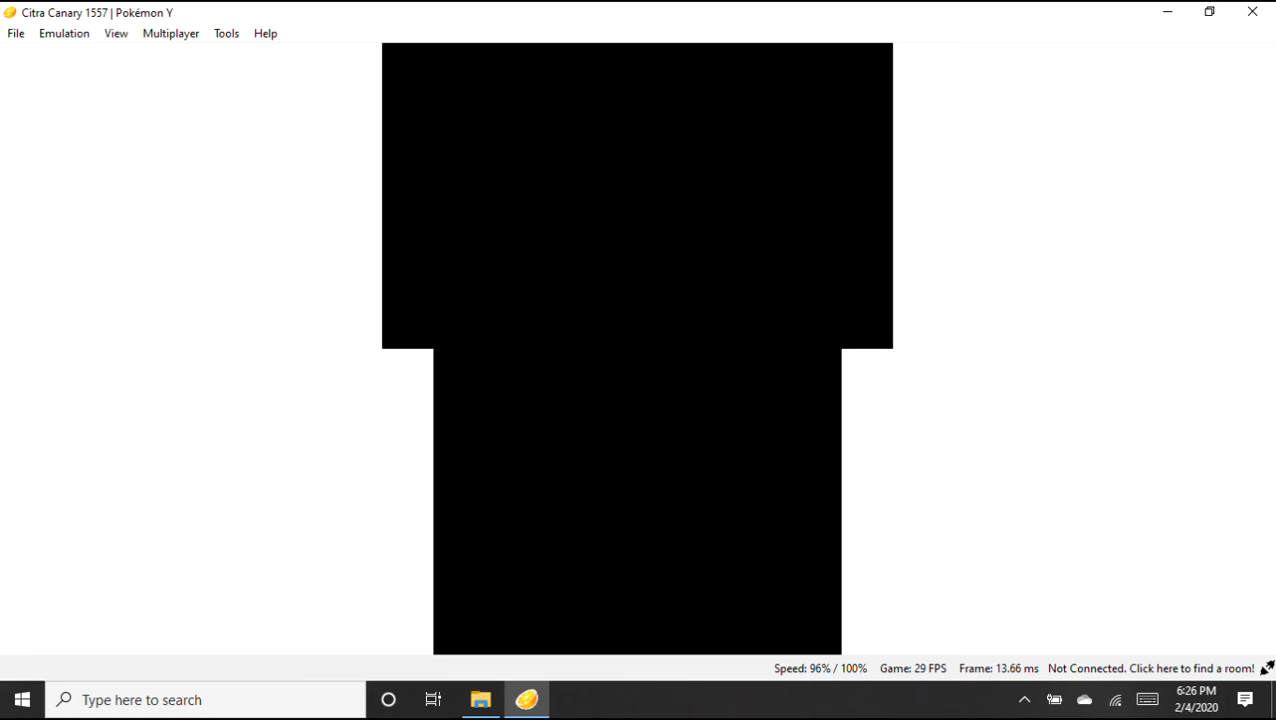 Citra Canary 1557 | Pokémon Y
File Emulation View Multiplayer Tools Help
Speed: 96% / 100% Game: 29 FPS Frame: 13.66 ms Not Connected. Click here to find a room!
Type here to search
6:26 PM
2/4/2020